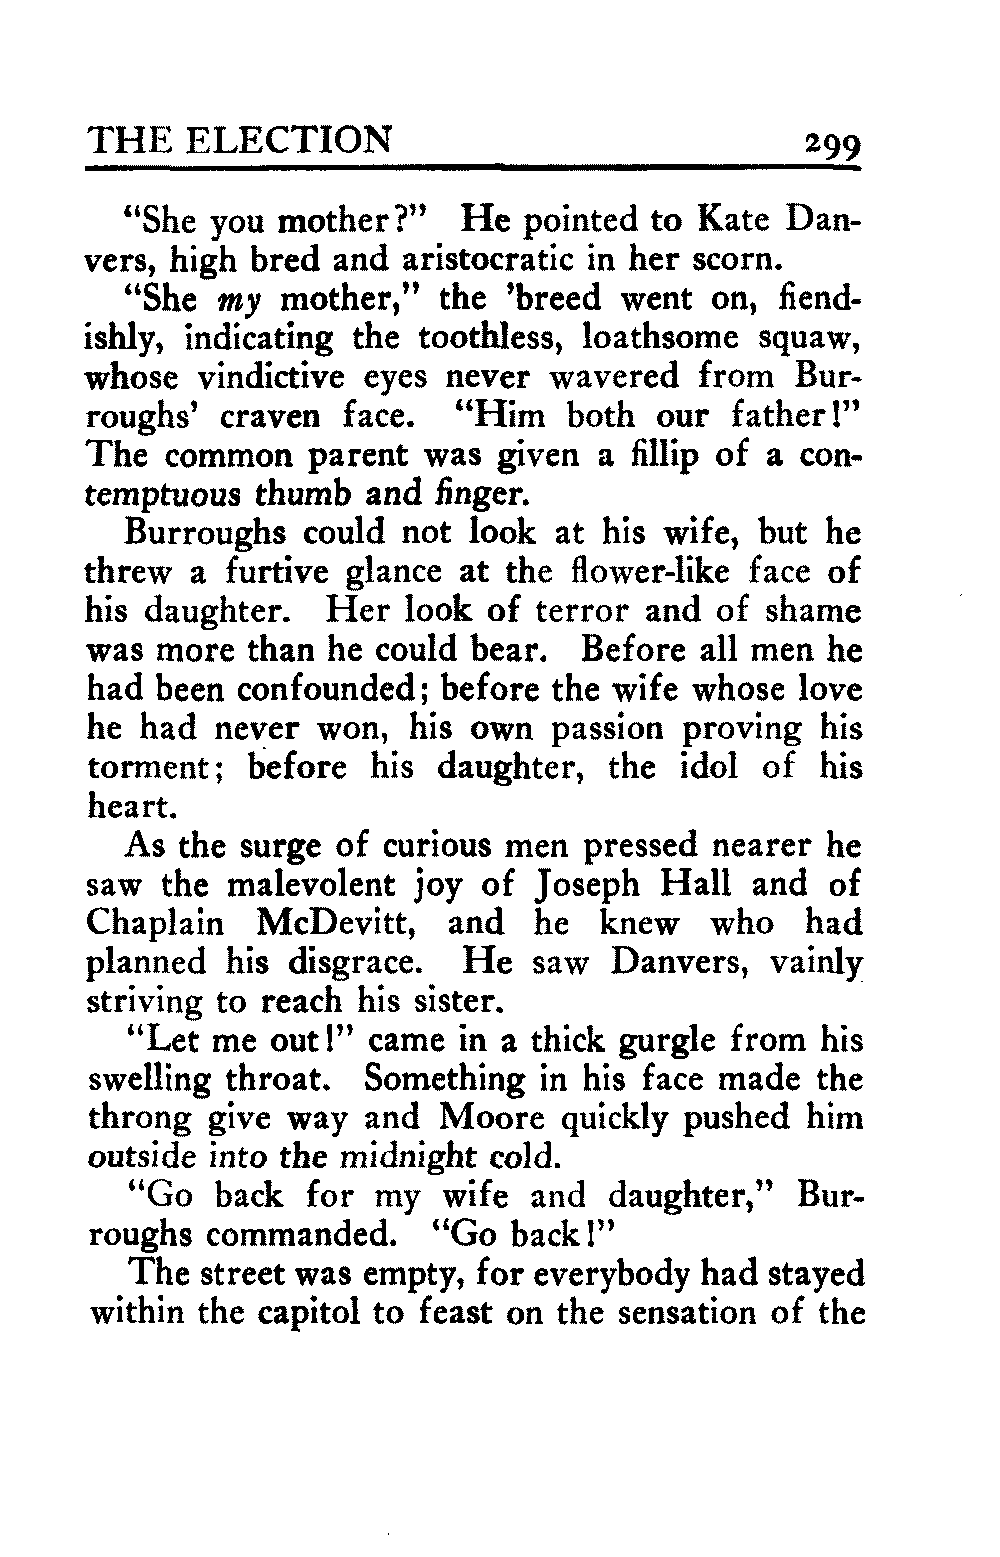 THE ELECTION 299
“She you mother?” He pointed to Kate Dan-
vers, high bred and aristocratic in her scorn.
“She my mother,” the ’breed went on, fiend-
ishly, indicating the toothless, loathsome squaw,
whose vindictive eyes never wavered from Bur-
roughs’ craven face. “Him both our father!”
The common parent was given a fillip of a con-
temptuous thumb and finger.
Burroughs could not look at his wife, but he
threw a furtive glance at the flower-like face of
his daughter. Her look of terror and of shame
was more than he could bear. Before all men he
had been confounded; before the wife whose love
he had never won, his own passion proving his
torment; before his daughter, the idol of his
heart.
As the surge of curious men pressed nearer he
saw the malevolent joy of Joseph Hall and of
Chaplain McDevitt, and he knew who had
planned his disgrace. He saw Danvers, vainly
striving to reach his sister.
“Let me out!” came in a thick gurgle from his
swelling throat. Something in his face made the
throng give way and Moore quickly pushed him
outside into the midnight cold.
“Go back for my wife and daughter,” Bur-
roughs commanded. “Go back!”
The street was empty, for everybody had stayed
within the capitol to feast on the sensation of the